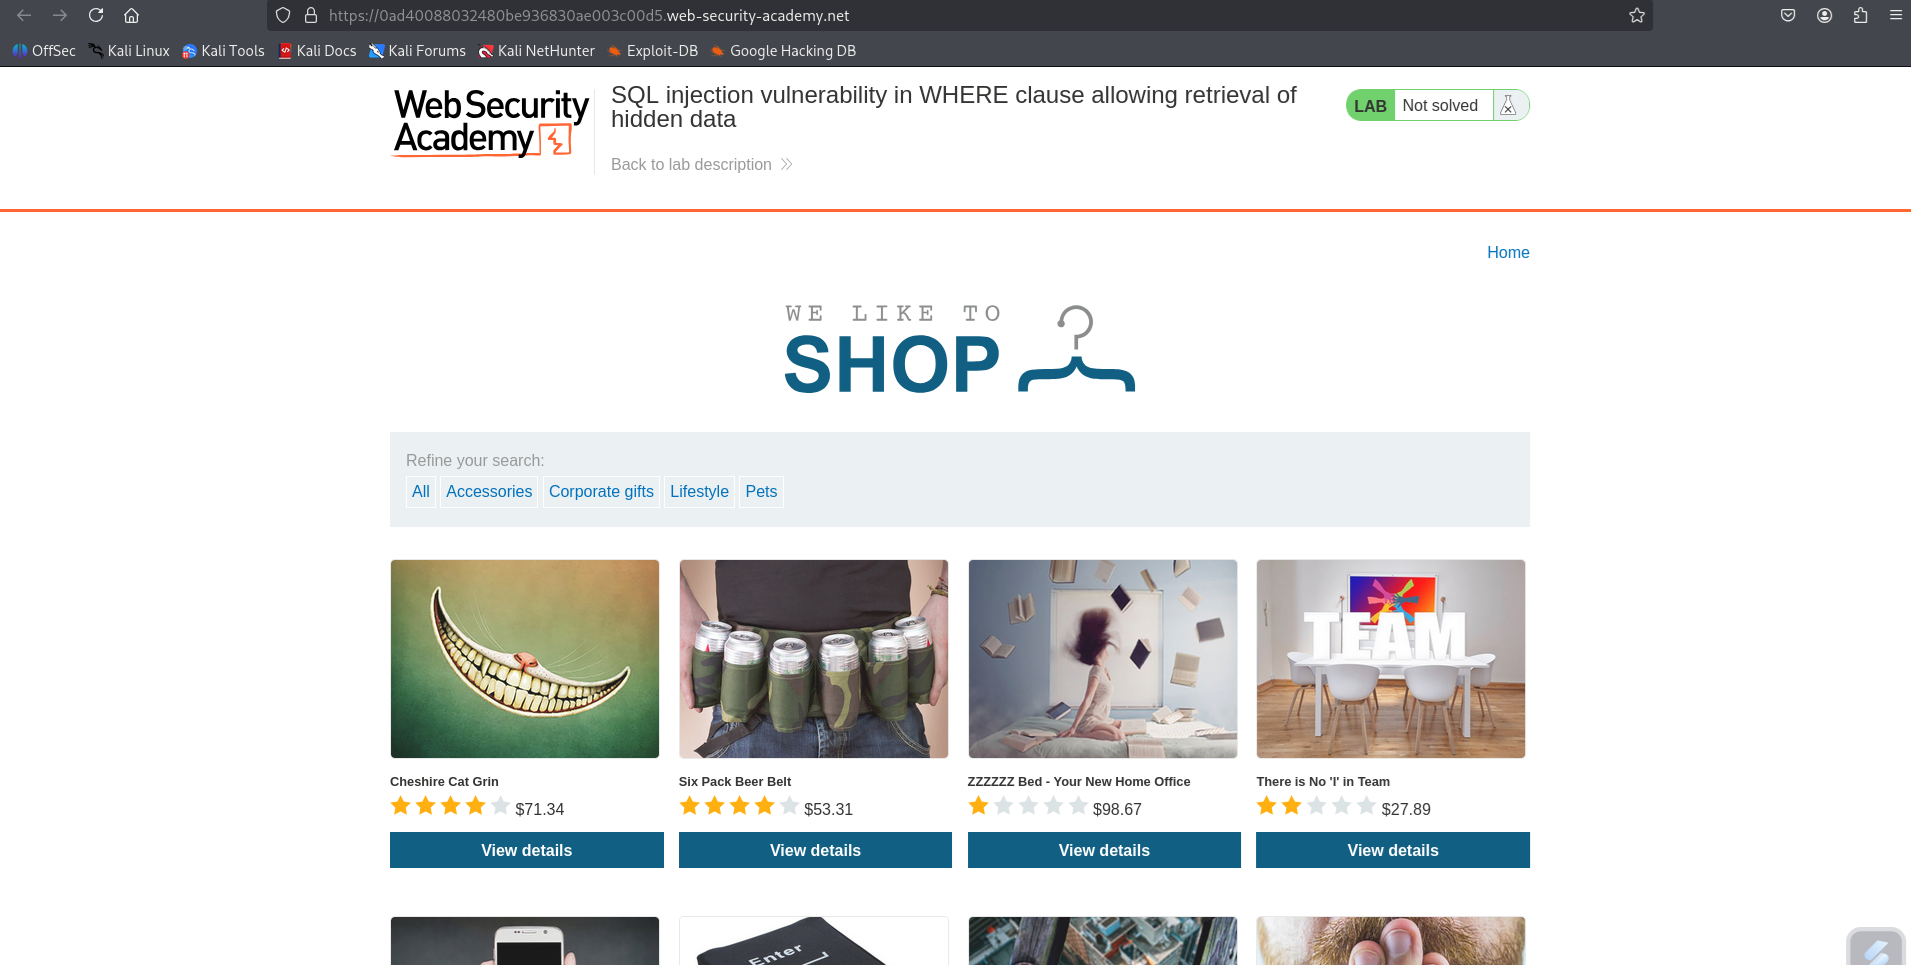 https://0ad40088032480be936830ae003c00d5.web-security-academy.net
OffSec Kali Linux Kali Tools Kali Docs Kali Forums Kali NetHunter Exploit-DB Google Hacking DB
Web Security
Academy
SQL injection vulnerability in WHERE clause allowing retrieval of
hidden data
Back to lab description
LAB Not solved
Home
WE LIKE TO
SHOP
Refine your search:
All Accessories Corporate gifts Lifestyle Pets
TEAM
Cheshire Cat Grin
$71.34
View details
Six Pack Beer Belt
$53.31
View details
ZZZZZZ Bed - Your New Home Office
$98.67
View details
There is No 'I' in Team
$27.89
View details
Enter